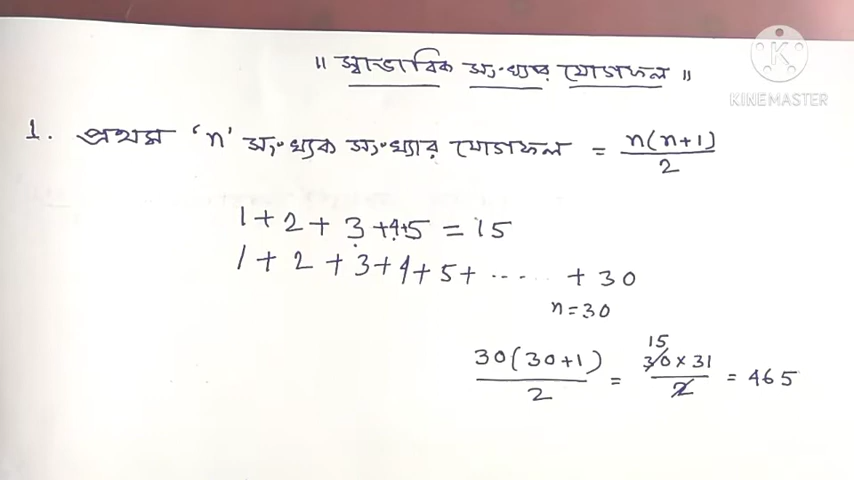 ॥ স্বাভাবিক সংখ্যার যোগফল ॥
KINEMASTER
1. প্রথম ‘n’ সংখ্যক সংখ্যার যোগফল = n(n+1)/2
1 + 2 + 3 + 4 + 5 = 15
1 + 2 + 3 + 4 + 5 + ..... + 30
n = 30
30(30+1)/2 = 15 30 × 31/2 = 465